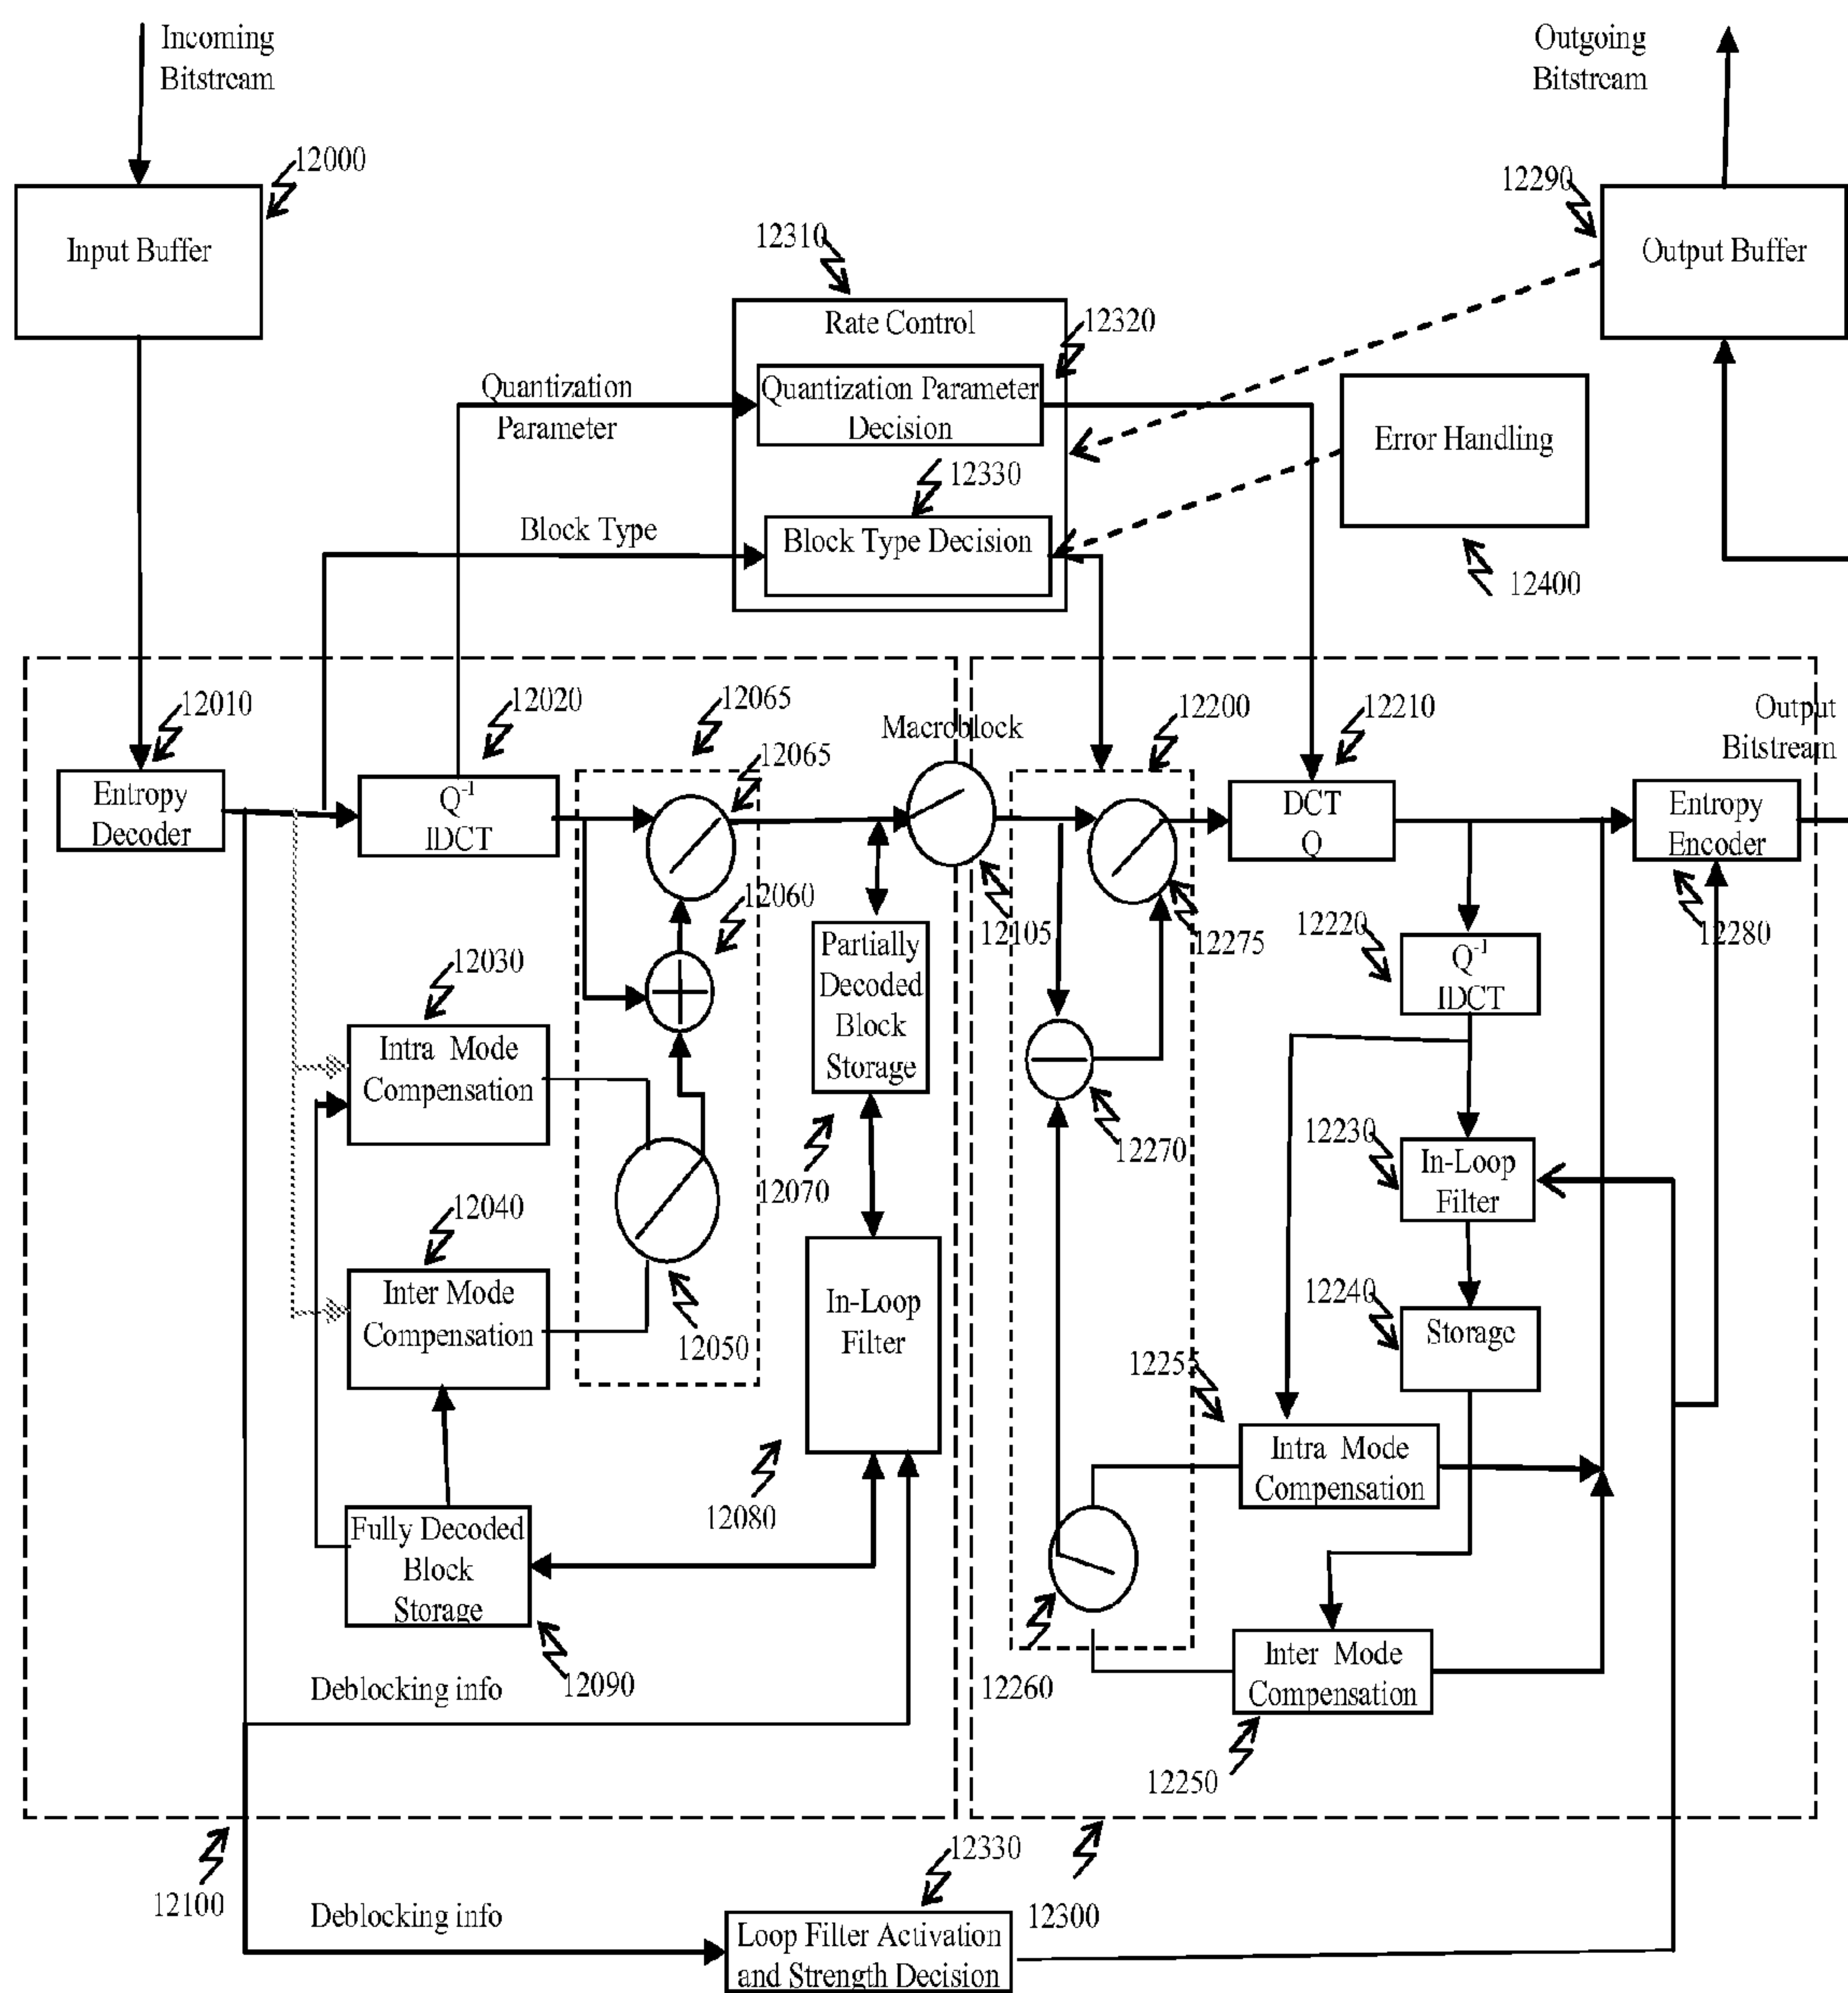 Incoming
Bitstream
Outgoing
Bitstream
12000
12290
Input Buffer
Output Buffer
12310
Rate Control
12320
Quantization
Parameter
Quantization Parameter
Decision
Error Handling
12330
Block Type
Block Type Decision
12400
12010
12020
12065
12200
12210
Output
Bitstream
Macroblock
12065
Entropy
Decoder
Q-1
IDCT
DCT
Q
Entropy
Encoder
12060
12105
12275
12220
12280
Partially
Decoded
Block
Storage
Q-1
IDCT
12030
Intra Mode
Compensation
12230
12270
In-Loop
Filter
12070
12040
Inter Mode
Compensation
12050
In-Loop
Filter
12240
Storage
12255
Intra Mode
Compensation
12080
Fully Decoded
Block
Storage
12090
Deblocking info
12260
Inter Mode
Compensation
12250
12100
12330
12300
Deblocking info
Loop Filter Activation
and Strength Decision